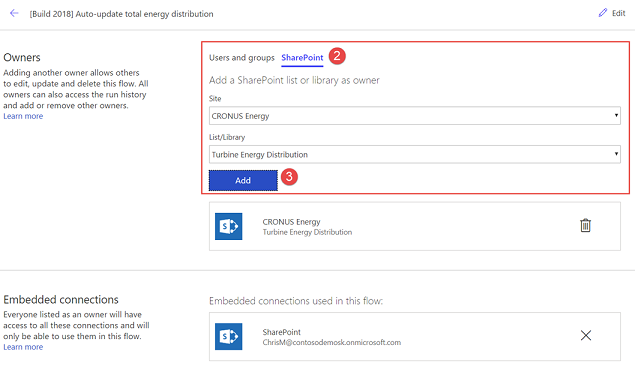 [Build 2018] Auto-update total energy distribution
Edit
Owners
Adding another owner allows others
to edit, update and delete this flow. All
owners can also access the run history
and add or remove other owners.
Learn more
Users and groups SharePoint 2
Add a SharePoint list or library as owner
Site
CRONUS Energy
List/Library
Turbine Energy Distribution
Add 3
CRONUS Energy
Turbine Energy Distribution
Embedded connections
Everyone listed as an owner will have
access to all these connections and will
only be able to use them in this flow.
Learn more
Embedded connections used in this flow:
SharePoint
ChrisM@contosodemosk.onmicrosoft.com